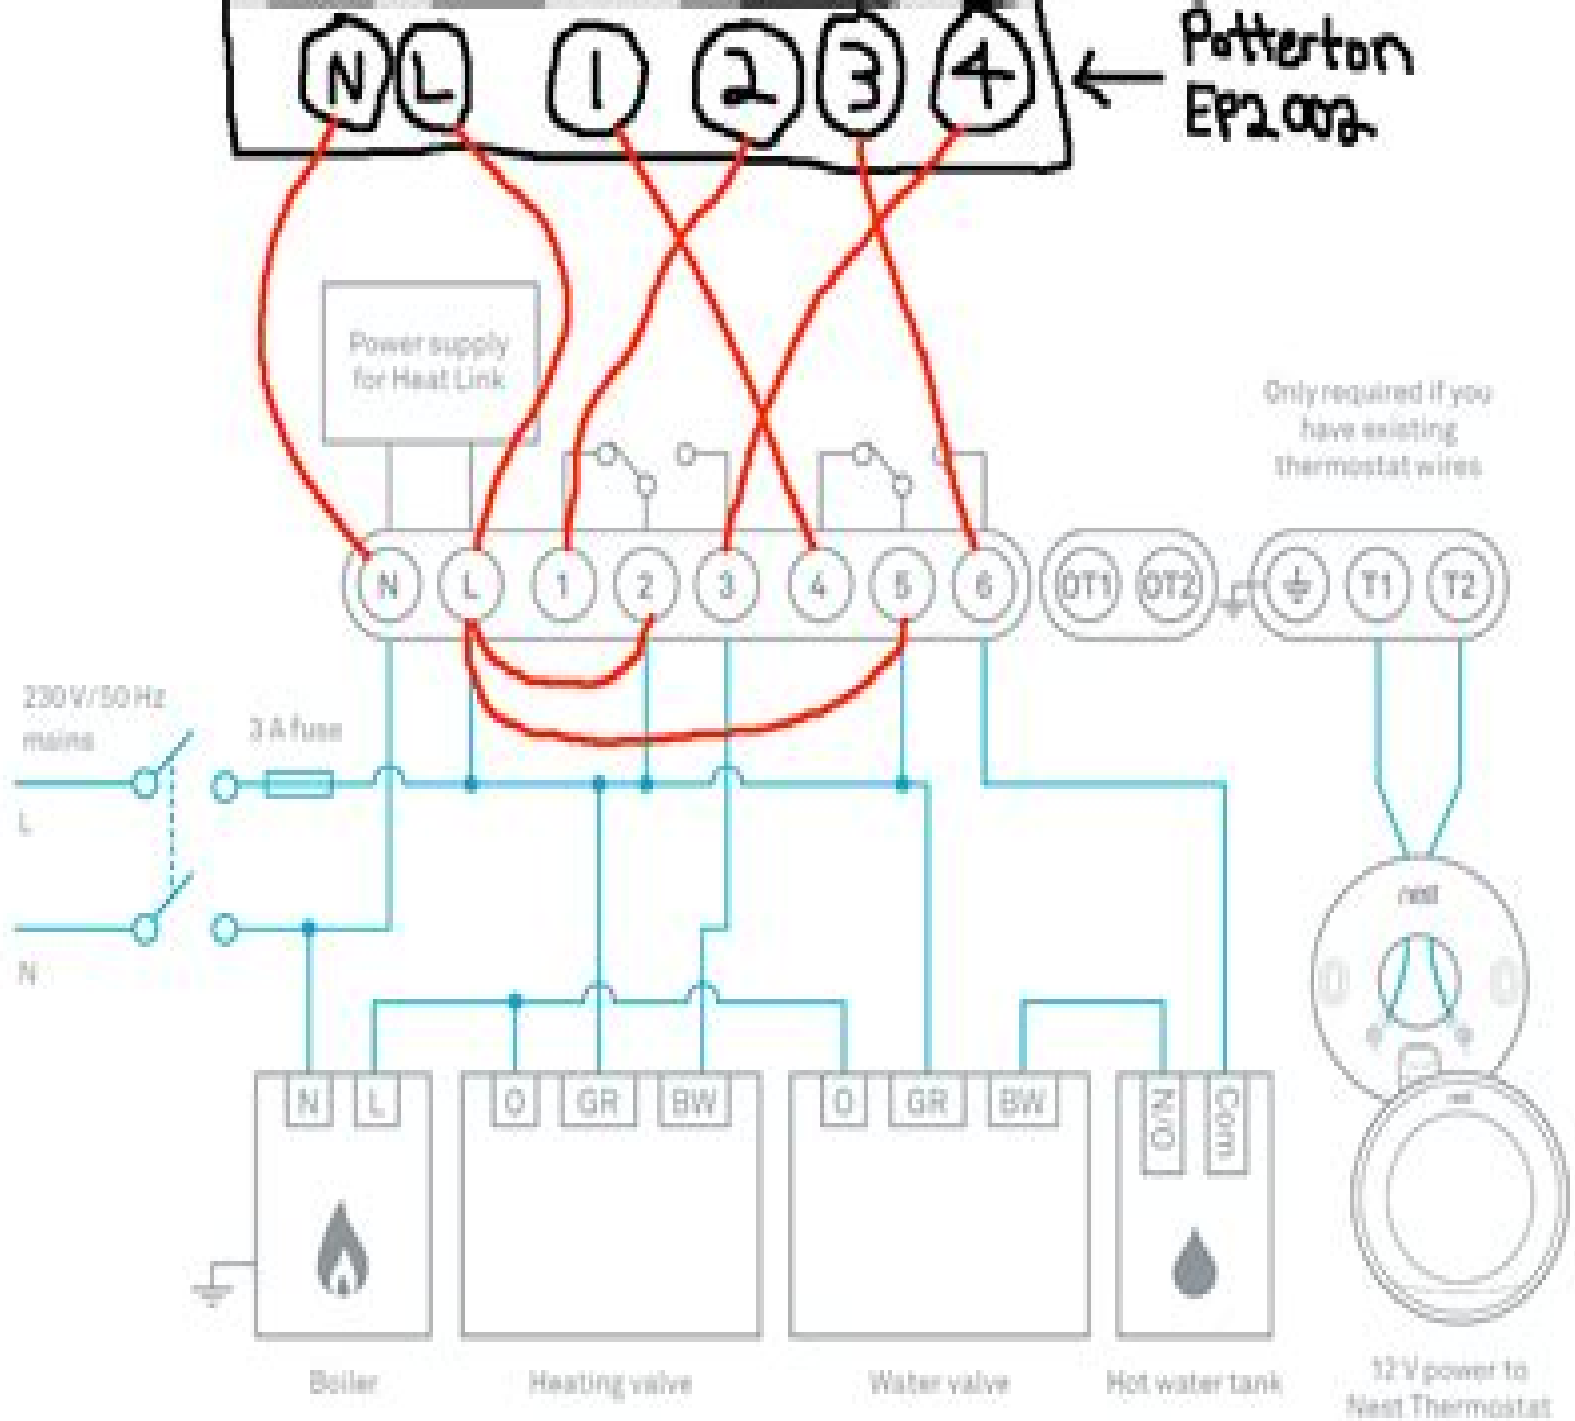 N L 1 2 3 4
Potterton
EP2002
Power supply
for Heat Link
Only required if you
have existing
thermostat wires
N L 1 2 3 4 5 6 OT1 OT2 T1 T2
230 V/50 Hz
mains
3 A fuse
L
N
nest
N L O GR BW O GR BW N/O Com
nest
Boiler
Heating valve
Water valve
Hot water tank
12 V power to
Nest Thermostat